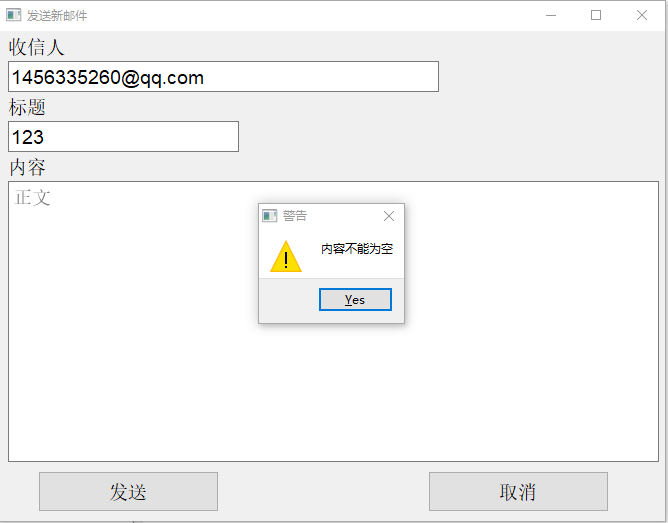 发送新邮件
收信人
1456335260@qq.com
标题
123
内容
正文
警告
内容不能为空
Yes
发送
取消